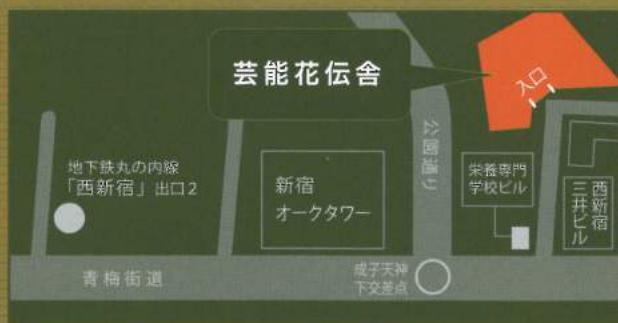 芸能花伝舎
入口
地下鉄丸の内線
「西新宿」出口2
新宿
オークタワー
公園通り
栄養専門
学校ビル
西新宿
三井ビル
青梅街道
成子天神
下交差点